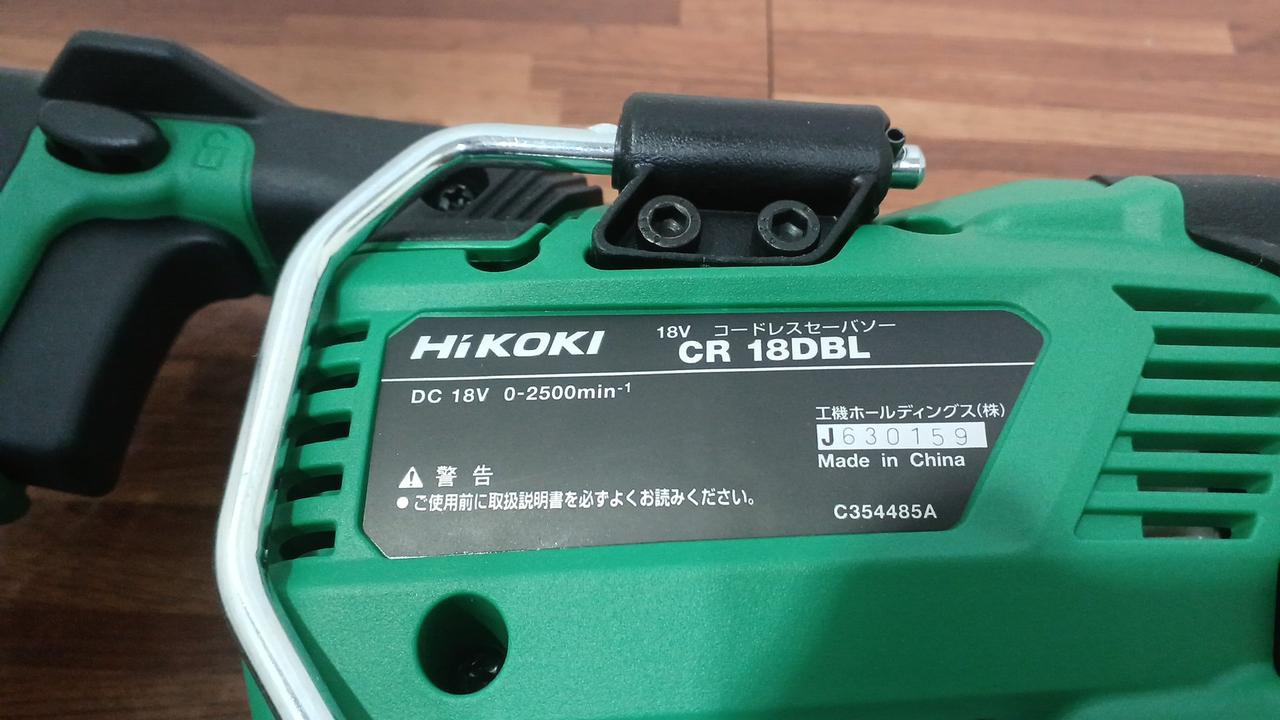 HiKOKI
18V コードレスセーバソー
CR 18DBL
DC 18V 0-2500min-1
工機ホールディングス(株)
J630159
Made in China
警告
●ご使用前に取扱説明書を必ずよくお読みください。
C354485A
5